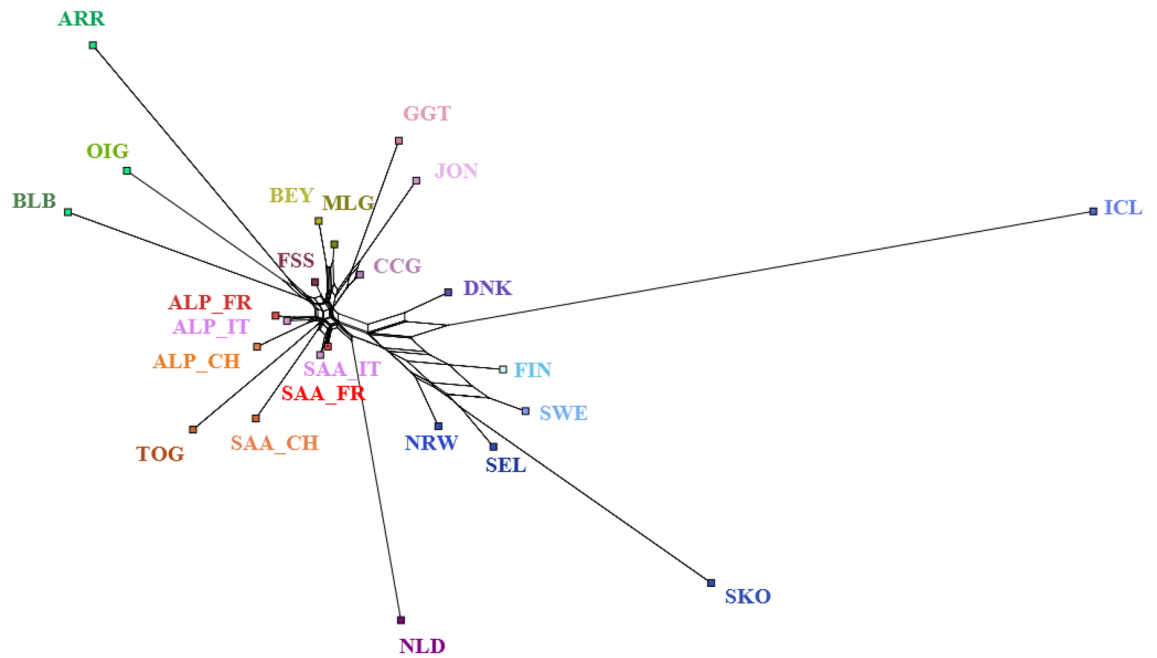 ARR
GGT
OIG
JON
BLB
BEY
MLG
ICL
FSS
CCG
DNK
ALP_FR
ALP_IT
ALP_CH
SAA_IT
FIN
SAA_FR
SWE
TOG
SAA_CH
NRW
SEL
SKO
NLD